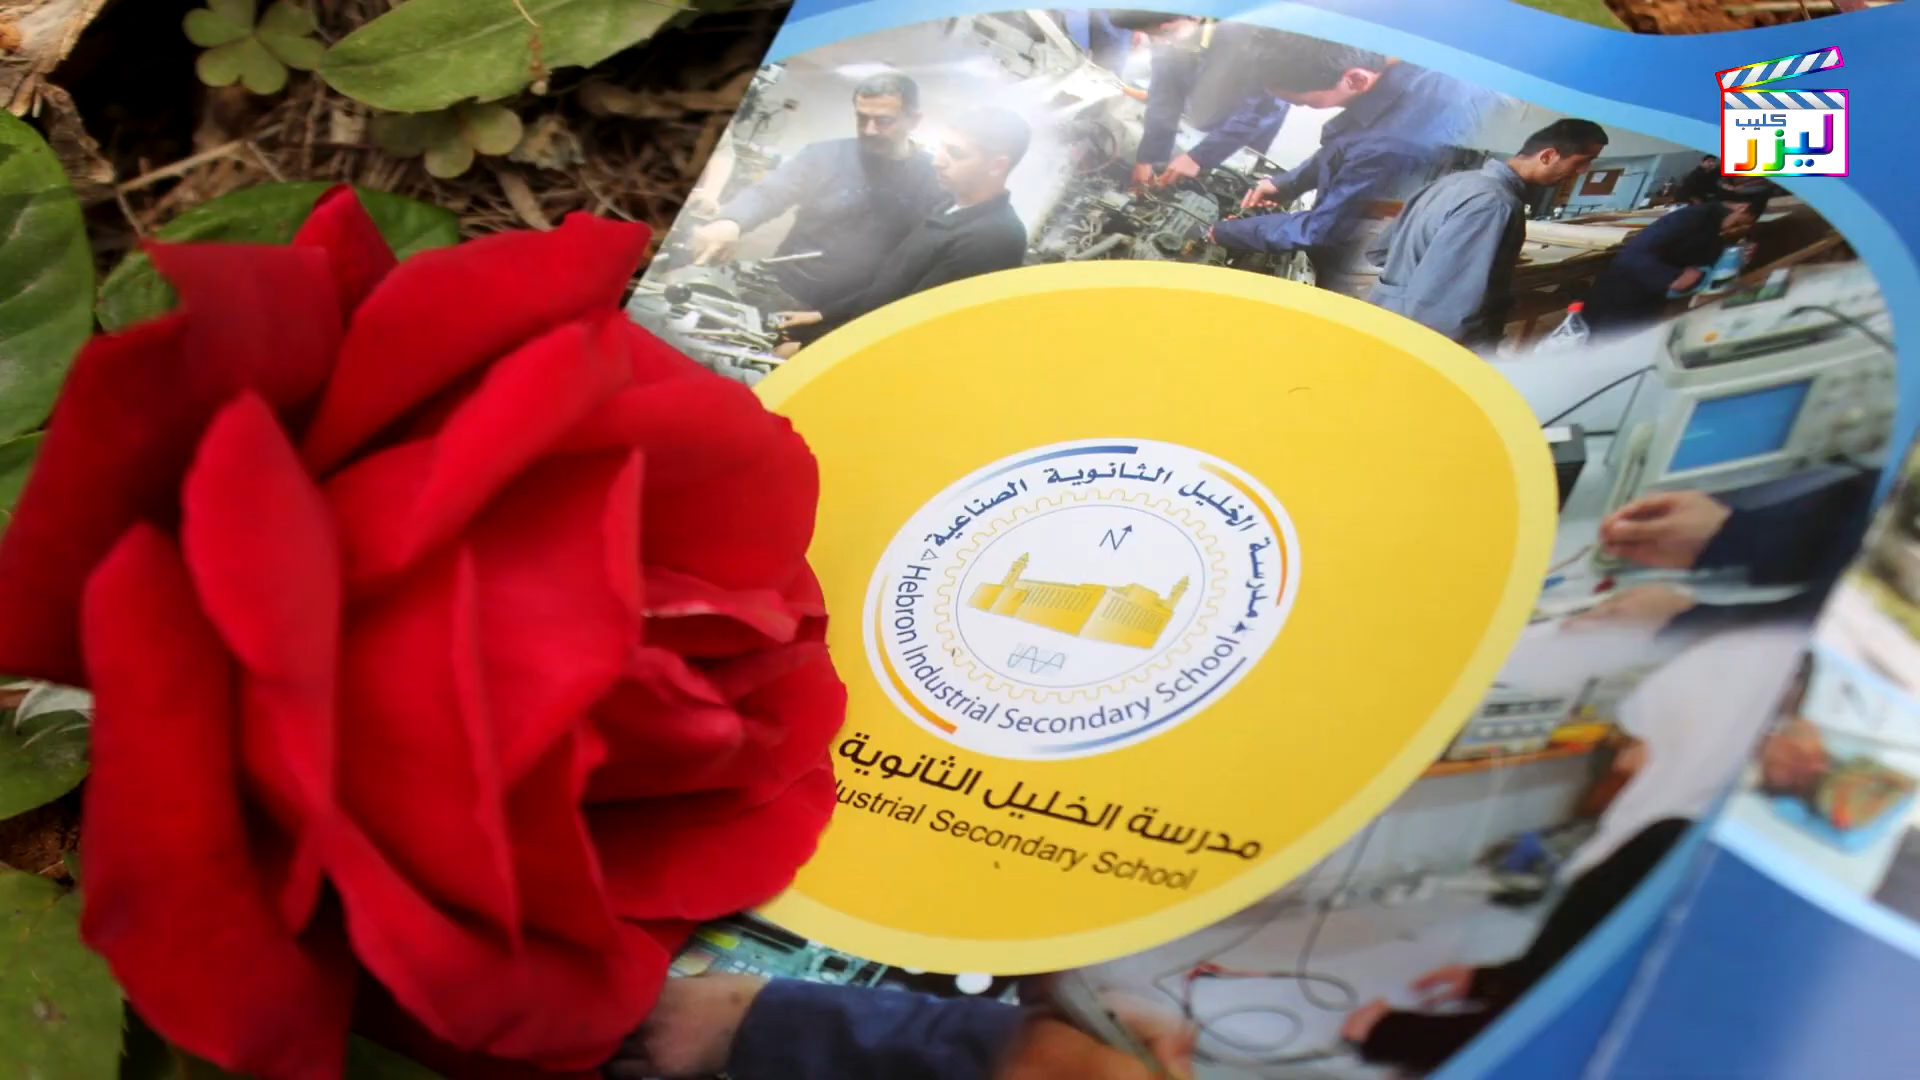 كليب
ليزر
مدرسة الخليل الثانوية الصناعية
Hebron Industrial Secondary School
N
مدرسة الخليل الثانوية
ustrial Secondary School